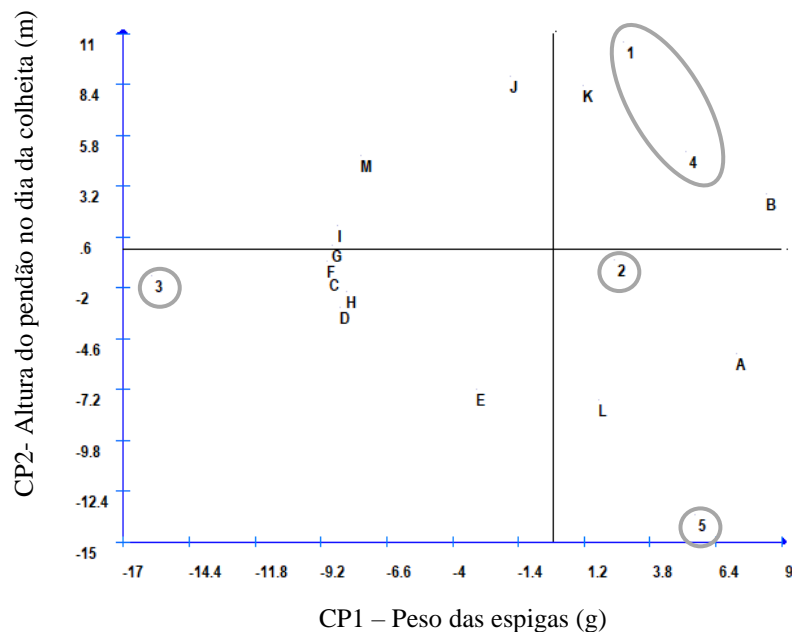 CP2- Altura do pendão no dia da colheita (m)
11
8.4
5.8
3.2
.6
-2
-4.6
-7.2
-9.8
-12.4
-15
1
J
K
4
M
B
I
G
F
2
C
3
H
D
A
E
L
5
-17 -14.4 -11.8 -9.2 -6.6 -4 -1.4 1.2 3.8 6.4 9
CP1 – Peso das espigas (g)